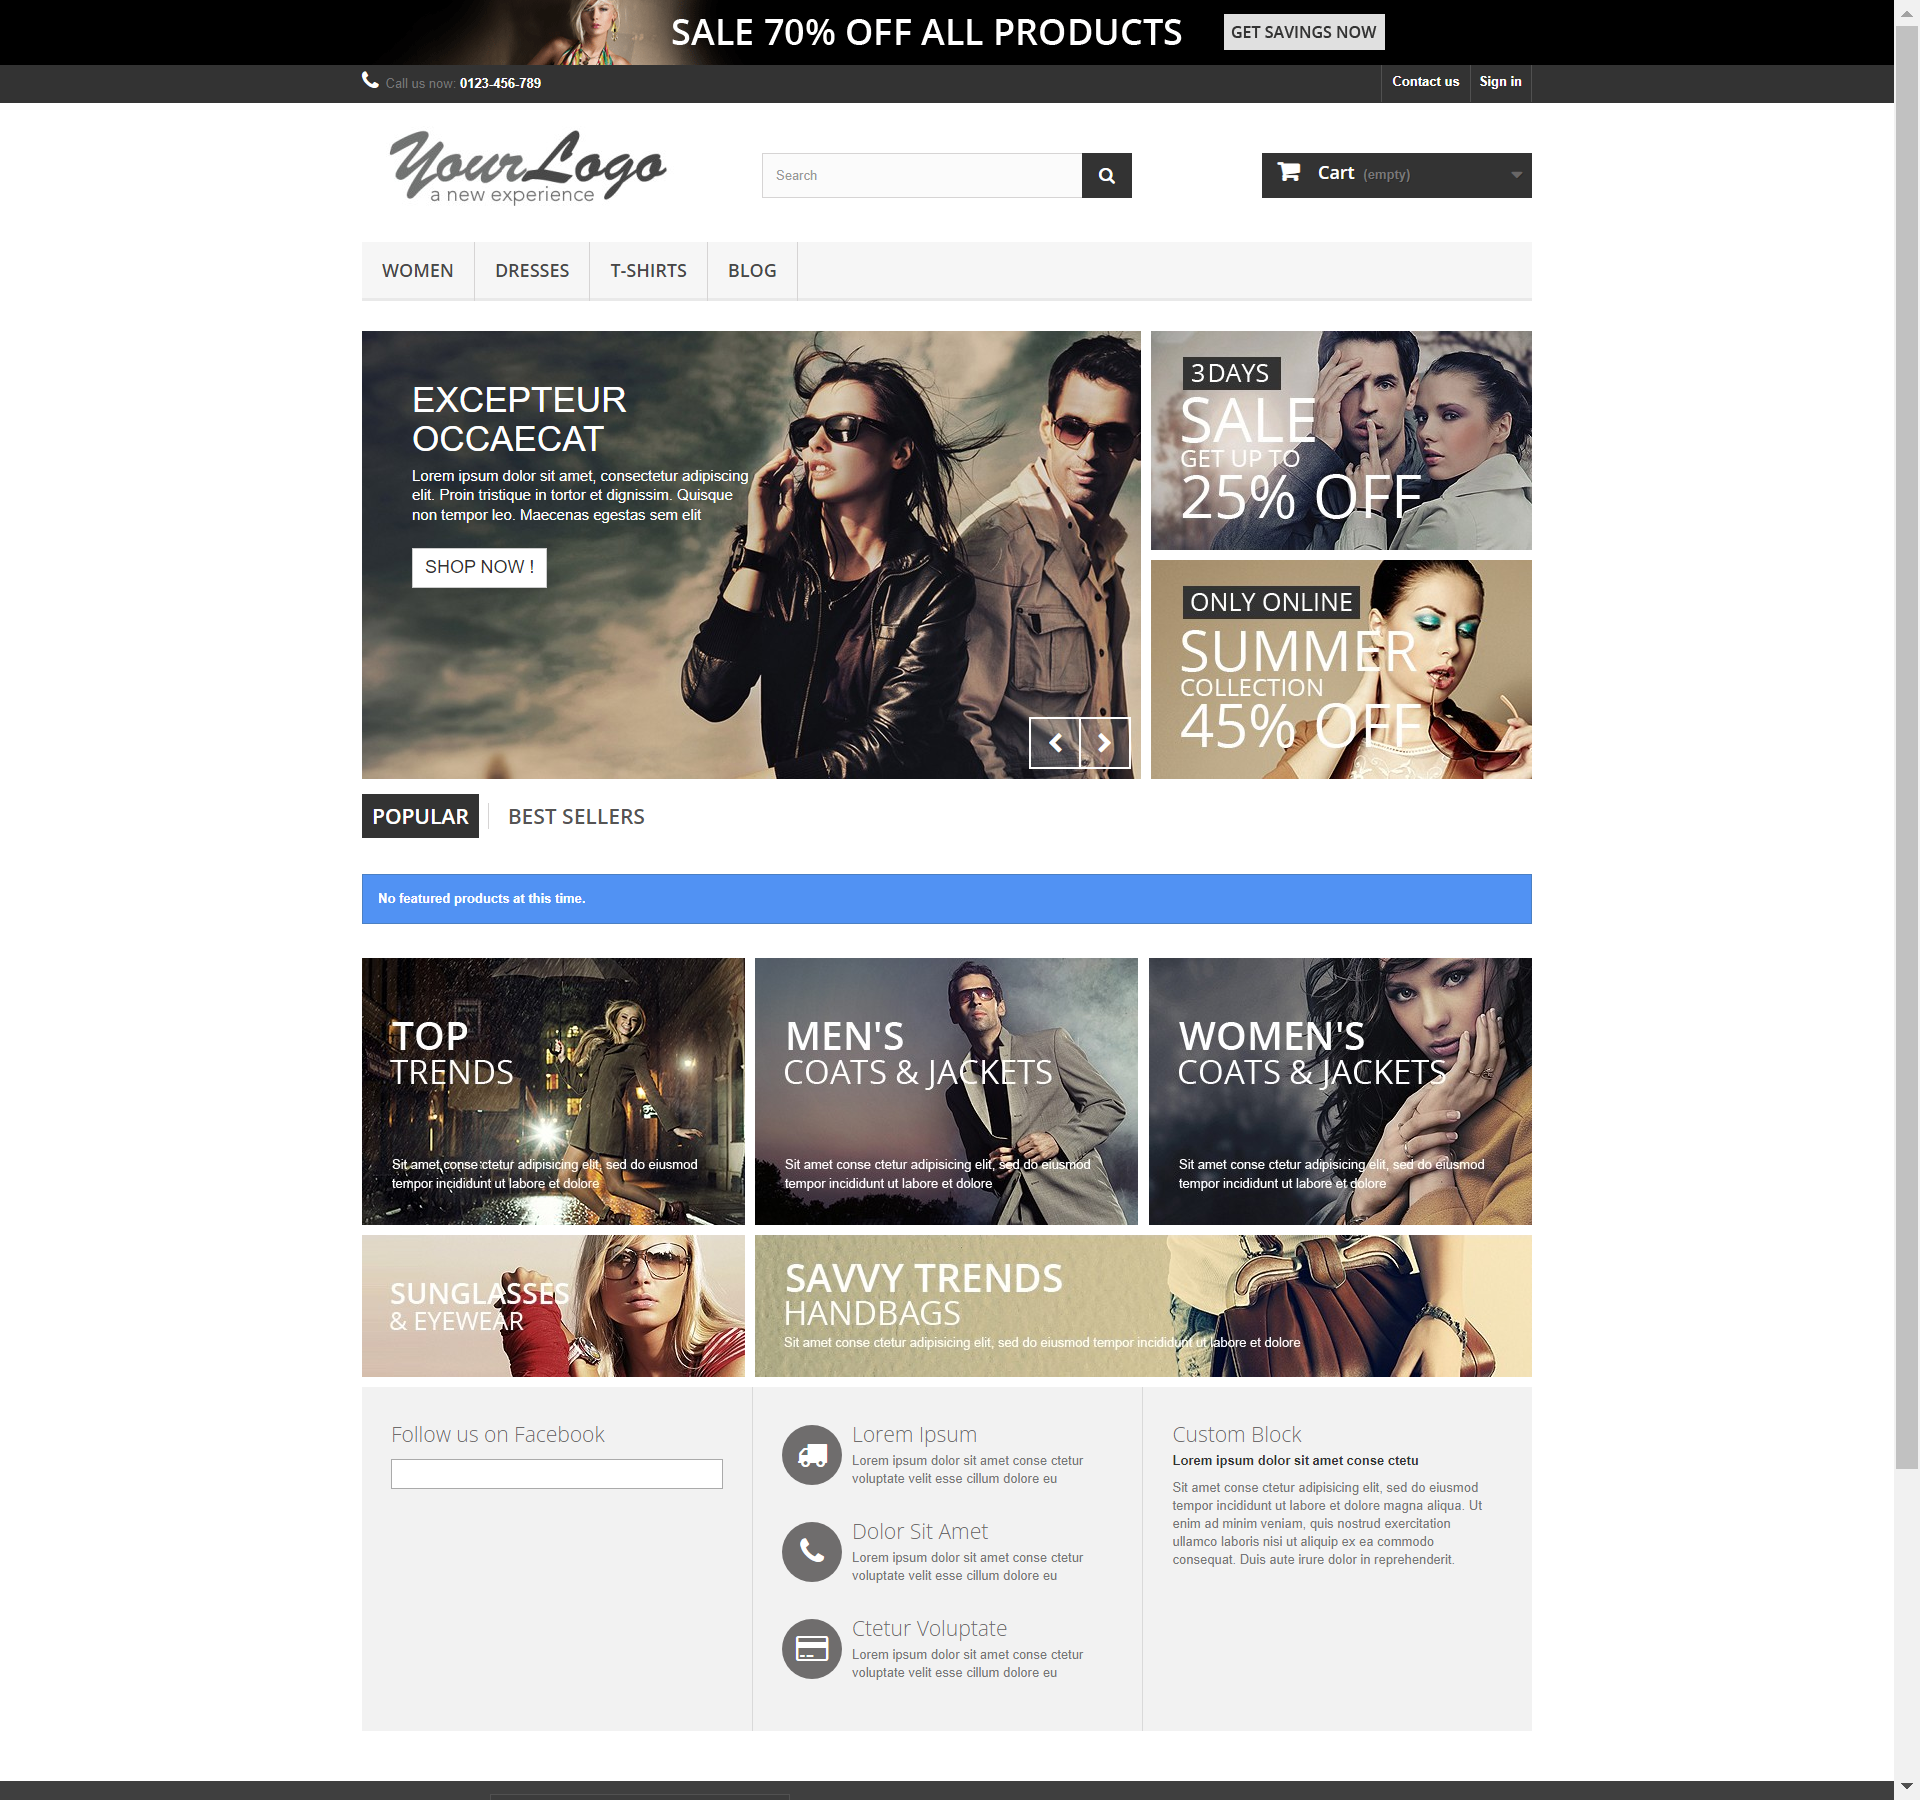 SALE 70% OFF ALL PRODUCTS
GET SAVINGS NOW
Call us now: 0123-456-789
Contact us
Sign in
YourLogo
a new experience
Search
Cart (empty)
WOMEN
DRESSES
T-SHIRTS
BLOG
EXCEPTEUR
OCCAECAT
Lorem ipsum dolor sit amet, consectetur adipiscing
elit. Proin tristique in tortor et dignissim. Quisque
non tempor leo. Maecenas egestas sem elit
SHOP NOW !
3DAYS
SALE
GET UP TO
25% OFF
ONLY ONLINE
SUMMER
COLLECTION
45% OFF
POPULAR
BEST SELLERS
No featured products at this time.
TOP
TRENDS
Sit amet conse ctetur adipisicing elit, sed do eiusmod
tempor incididunt ut labore et dolore
MEN'S
COATS & JACKETS
Sit amet conse ctetur adipisicing elit, sed do eiusmod
tempor incididunt ut labore et dolore
WOMEN'S
COATS & JACKETS
Sit amet conse ctetur adipisicing elit, sed do eiusmod
tempor incididunt ut labore et dolore
SUNGLASSES
& EYEWEAR
SAVVY TRENDS
HANDBAGS
Sit amet conse ctetur adipisicing elit, sed do eiusmod tempor incididunt ut labore et dolore
Follow us on Facebook
Lorem Ipsum
Lorem ipsum dolor sit amet conse ctetur
voluptate velit esse cillum dolore eu
Dolor Sit Amet
Lorem ipsum dolor sit amet conse ctetur
voluptate velit esse cillum dolore eu
Ctetur Voluptate
Lorem ipsum dolor sit amet conse ctetur
voluptate velit esse cillum dolore eu
Custom Block
Lorem ipsum dolor sit amet conse ctetu
Sit amet conse ctetur adipisicing elit, sed do eiusmod
tempor incididunt ut labore et dolore magna aliqua. Ut
enim ad minim veniam, quis nostrud exercitation
ullamco laboris nisi ut aliquip ex ea commodo
consequat. Duis aute irure dolor in reprehenderit.